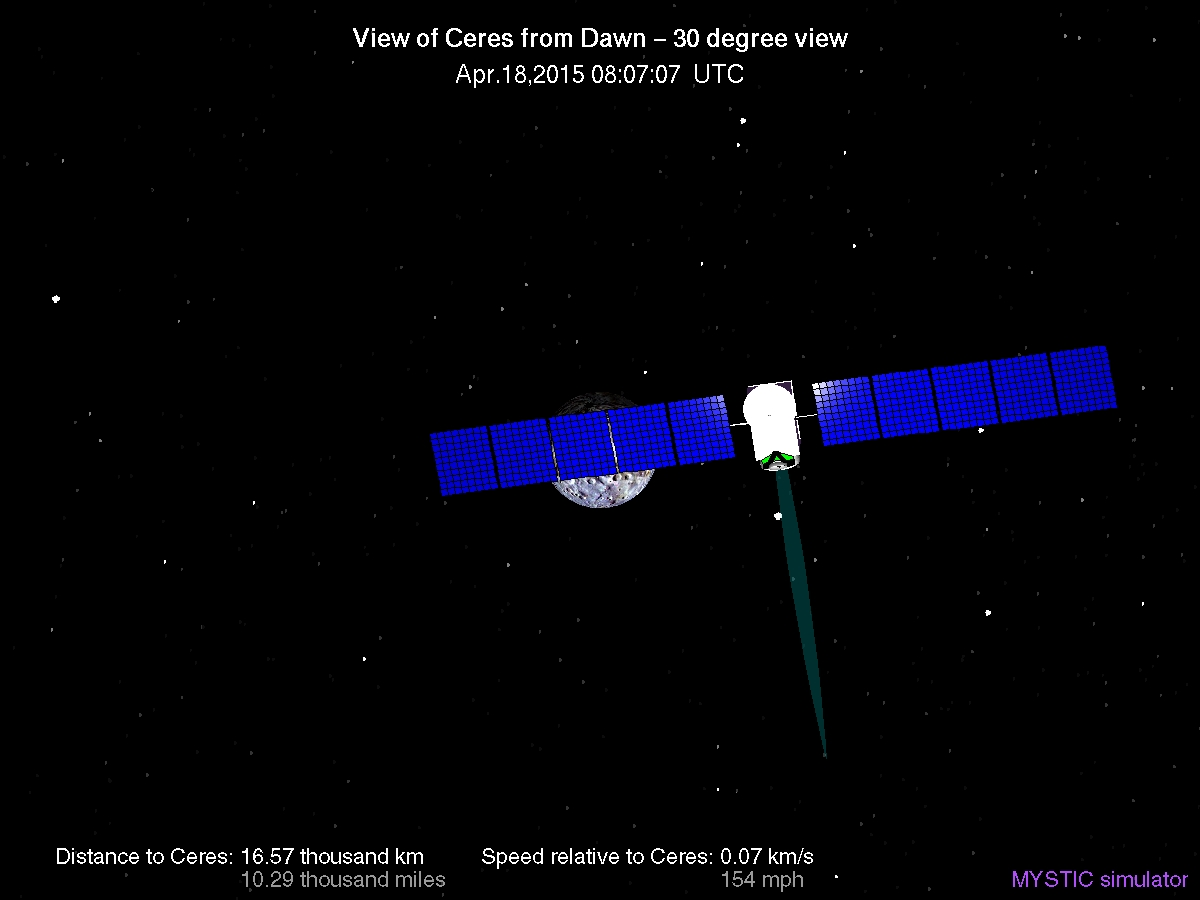 View of Ceres from Dawn – 30 degree view
Apr.18,2015 08:07:07 UTC
Distance to Ceres: 16.57 thousand km
10.29 thousand miles
Speed relative to Ceres: 0.07 km/s
154 mph
MYSTIC simulator